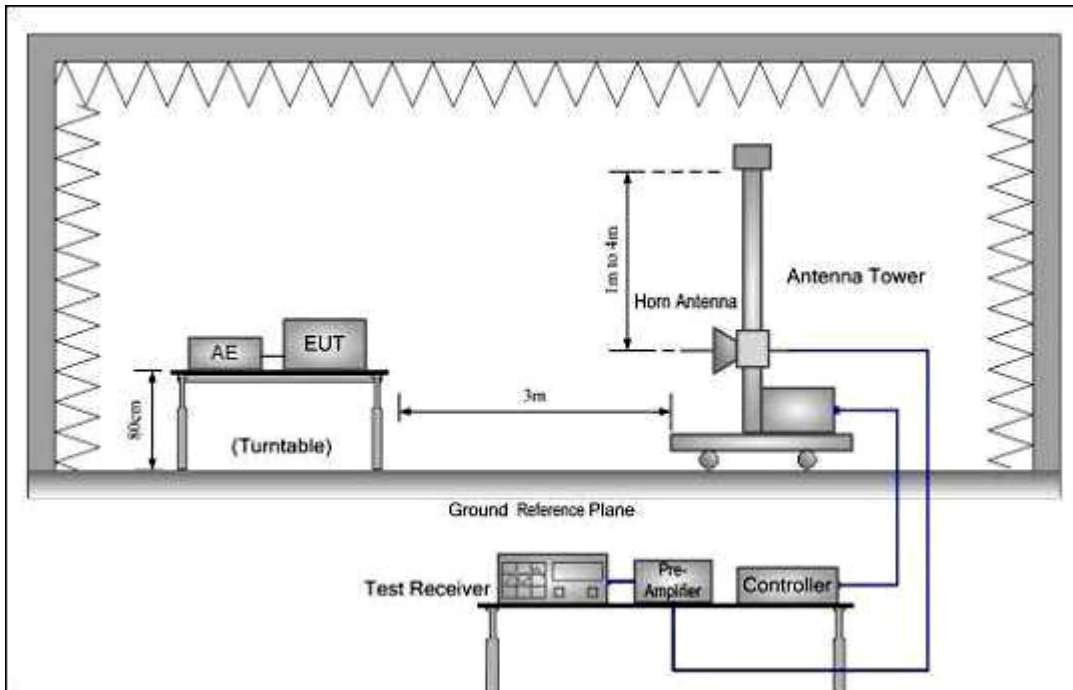 1m to 4m
Antenna Tower
Horn Antenna
AE
EUT
80cm
3m
(Turntable)
Ground Reference Plane
Test Receiver
Pre-
Amplifier
Controller